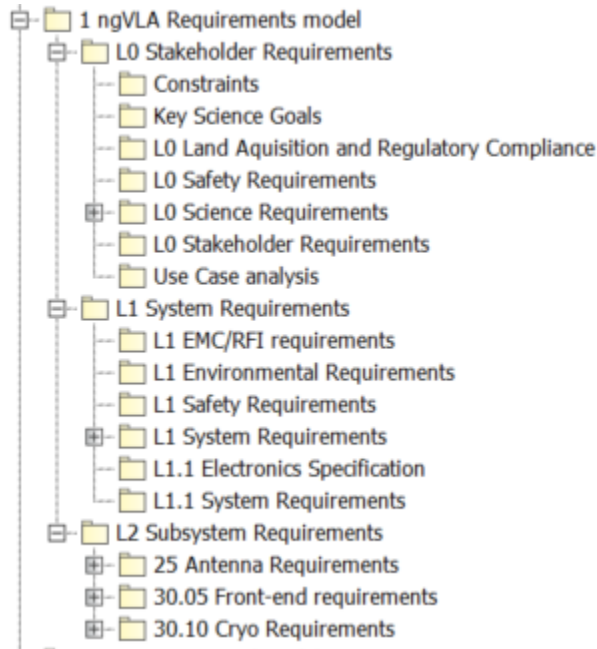 1 ngVLA Requirements model
L0 Stakeholder Requirements
Constraints
Key Science Goals
L0 Land Aquisition and Regulatory Compliance
L0 Safety Requirements
L0 Science Requirements
L0 Stakeholder Requirements
Use Case analysis
L1 System Requirements
L1 EMC/RFI requirements
L1 Environmental Requirements
L1 Safety Requirements
L1 System Requirements
L1.1 Electronics Specification
L1.1 System Requirements
L2 Subsystem Requirements
25 Antenna Requirements
30.05 Front-end requirements
30.10 Cryo Requirements